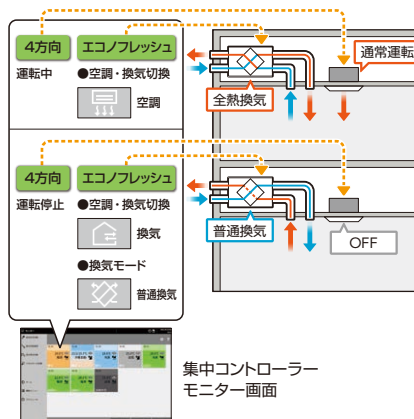 4方向 エコノフレッシュ
運転中 ●空調・換気切換
空調
通常運転
全熱換気
4方向 エコノフレッシュ
運転停止 ●空調・換気切換
換気
●換気モード
普通換気
普通換気
OFF
集中コントローラー
モニター画面